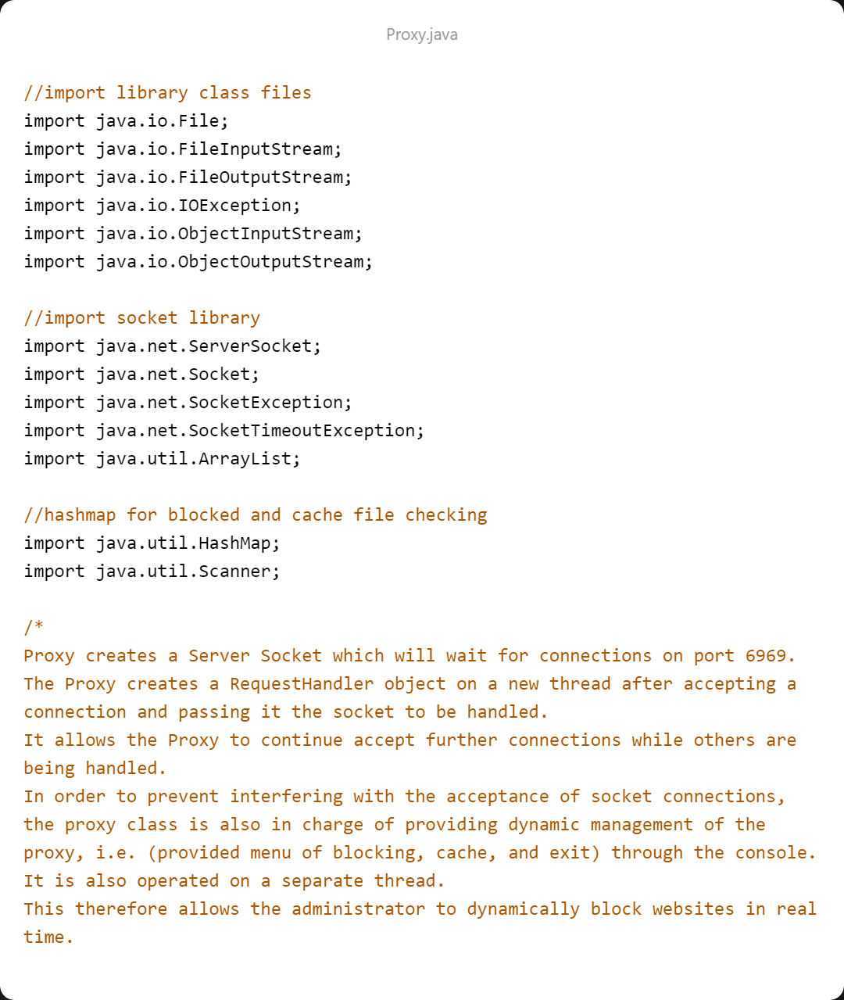 Proxy.java
//import library class files
import java.io.File;
import java.io.FileInputStream;
import java.io.FileOutputStream;
import java.io.IOException;
import java.io.ObjectInputStream;
import java.io.ObjectOutputStream;
//import socket library
import java.net.ServerSocket;
import java.net.Socket;
import java.net.SocketException;
import java.net.SocketTimeoutException;
import java.util.ArrayList;
//hashmap for blocked and cache file checking
import java.util.HashMap;
import java.util.Scanner;
/*
Proxy creates a Server Socket which will wait for connections on port 6969.
The Proxy creates a RequestHandler object on a new thread after accepting a
connection and passing it the socket to be handled.
It allows the Proxy to continue accept further connections while others are
being handled.
In order to prevent interfering with the acceptance of socket connections,
the proxy class is also in charge of providing dynamic management of the
proxy, i.e. (provided menu of blocking, cache, and exit) through the console.
It is also operated on a separate thread.
This therefore allows the administrator to dynamically block websites in real
time.